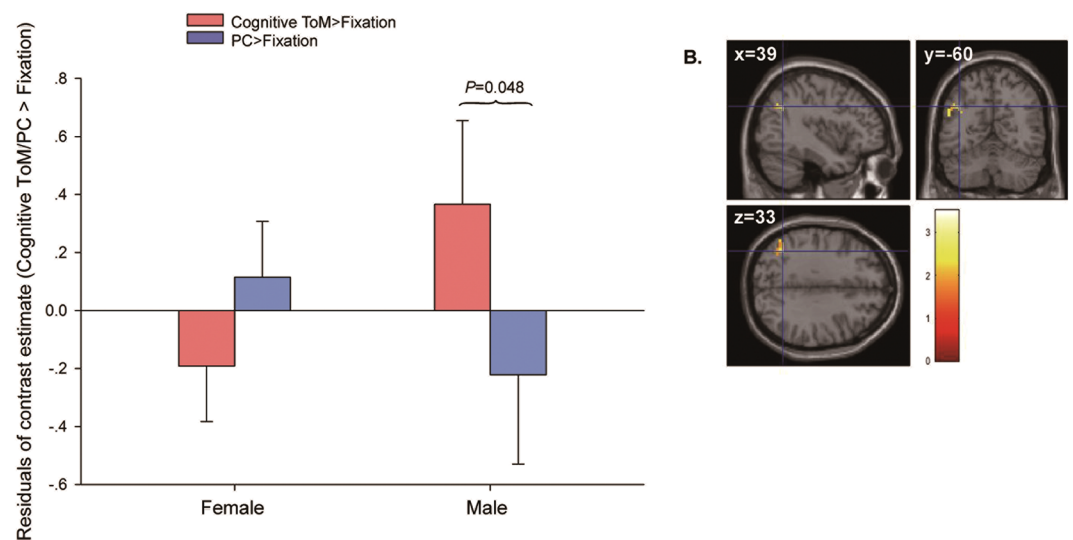 Cognitive ToM>Fixation
PC>Fixation
Residuals of contrast estimate (Cognitive ToM/PC > Fixation)
.8
.6
.4
.2
0.0
-.2
-.4
-.6
P=0.048
Female
Male
B.
x=39
y=-60
z=33
3
2
1
0